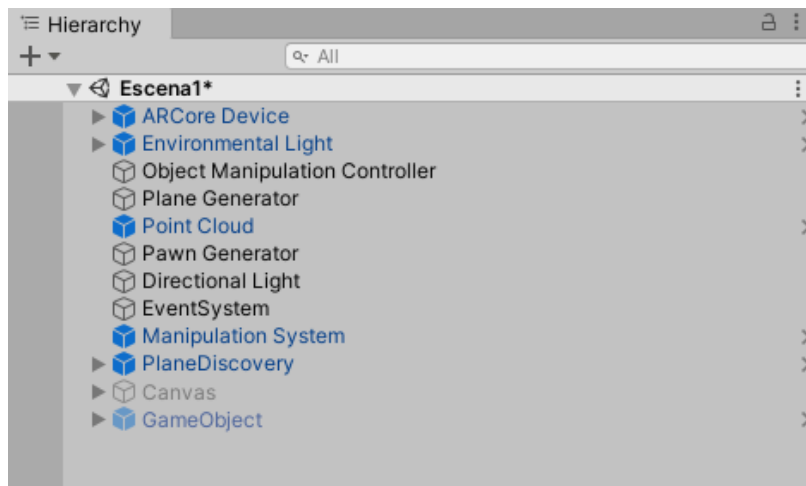 Hierarchy
All
Escena1*
ARCore Device
Environmental Light
Object Manipulation Controller
Plane Generator
Point Cloud
Pawn Generator
Directional Light
EventSystem
Manipulation System
PlaneDiscovery
Canvas
GameObject